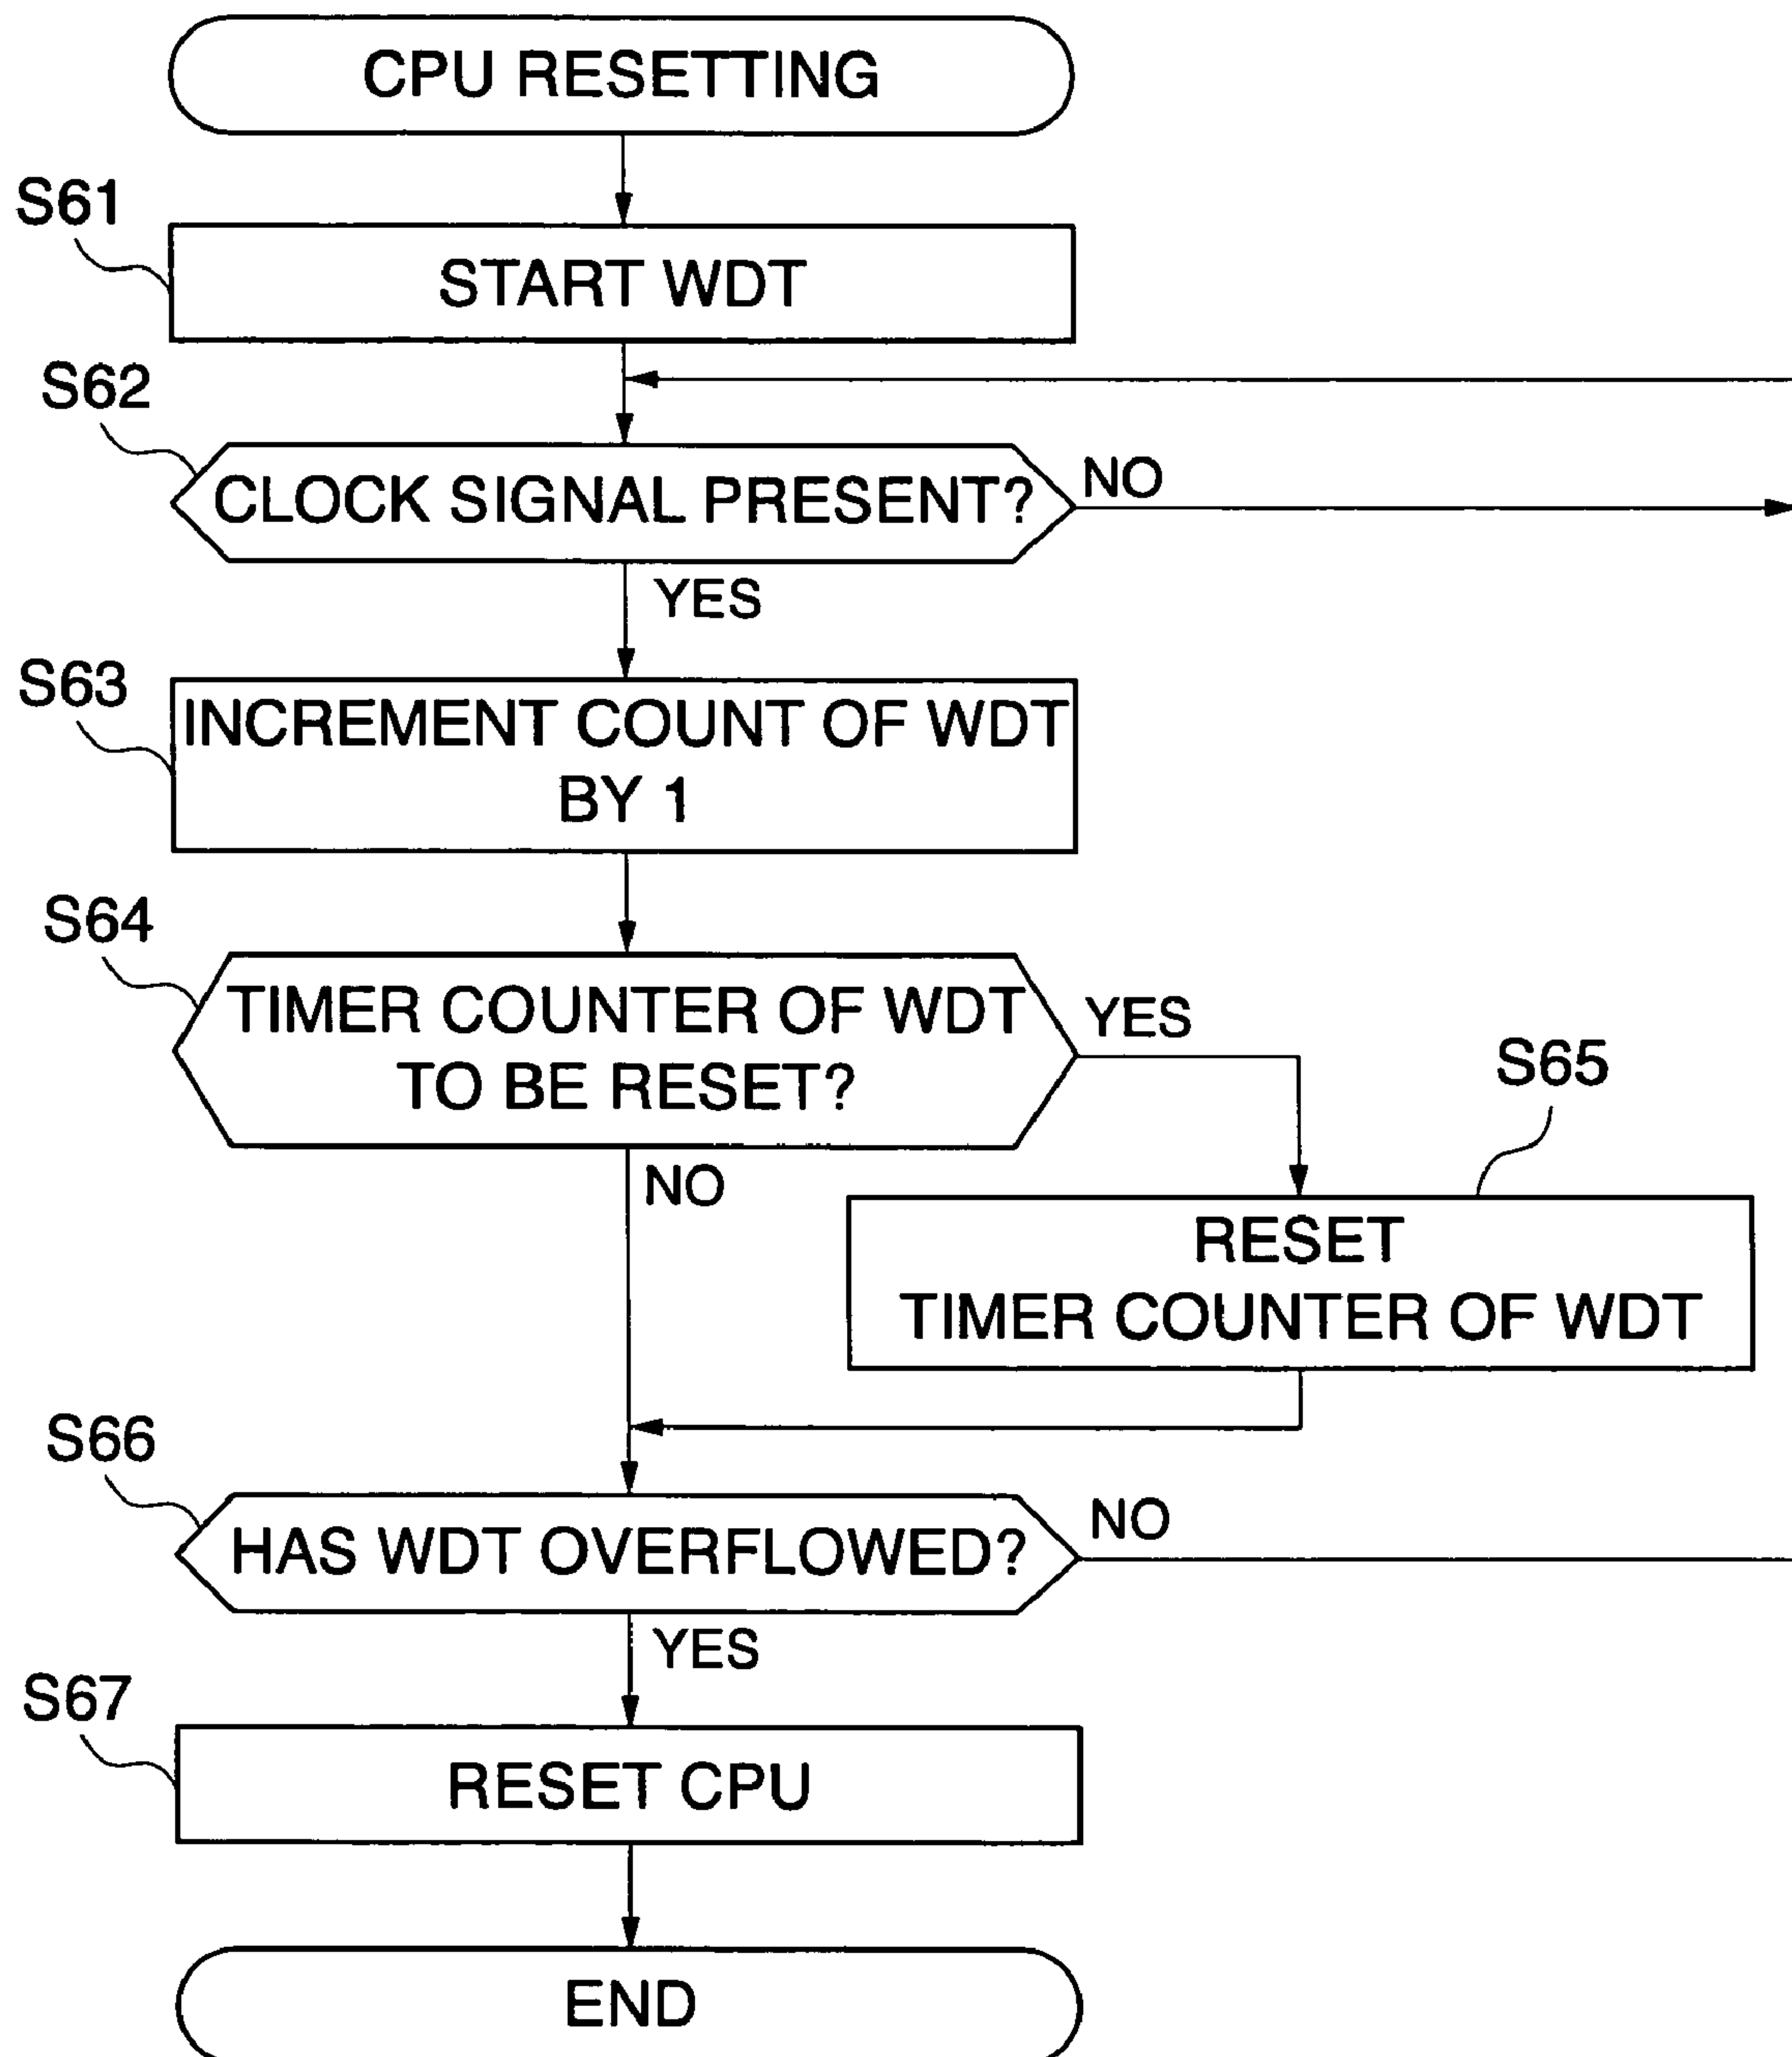 CPU RESETTING
S61
START WDT
S62
CLOCK SIGNAL PRESENT?
NO
YES
S63
INCREMENT COUNT OF WDT
BY 1
S64
TIMER COUNTER OF WDT
TO BE RESET?
YES
S65
NO
RESET
TIMER COUNTER OF WDT
S66
HAS WDT OVERFLOWED?
NO
YES
S67
RESET CPU
END